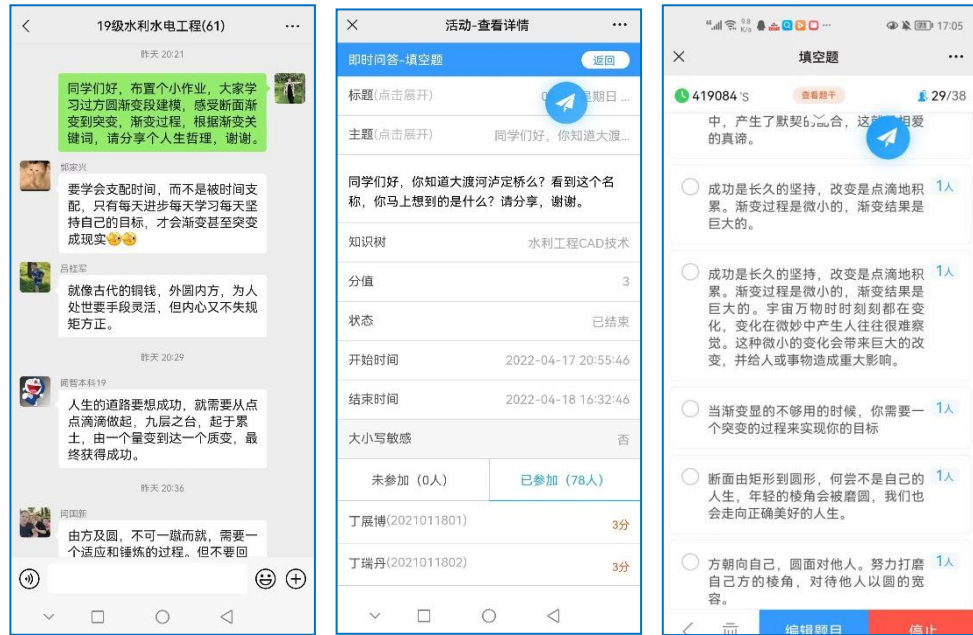 19级水利水电工程(61)
昨天 20:21
同学们好，布置个小作业，大家学
习过方圆渐变段建模，感受断面渐
变到突变，渐变过程，根据渐变关
键词，请分享个人生哲理，谢谢。
郭家兴
要学会支配时间，而不是被时间支
配，只有每天进步每天学习每天坚
持自己的目标，才会渐变甚至突变
成现实
吕桂军
就像古代的铜钱，外圆内方，为人
处世要手段灵活，但内心又不失规
矩方正。
昨天 20:29
闻哲本科19
人生的道路要想成功，就需要从点
点滴滴做起，九层之台，起于累
土，由一个量变到达一个质变，最
终获得成功。
昨天 20:36
闵国新
由方及圆，不可一蹴而就，需要一
个适应和锤炼的过程。但不要回
活动-查看详情
即时问答-填空题
返回
标题(点击展开)
星期日 ...
主题(点击展开)
同学们好，你知道大渡...
同学们好，你知道大渡河泸定桥么？看到这个名
称，你马上想到的是什么？请分享，谢谢。
知识树
水利工程CAD技术
分值
3
状态
已结束
开始时间
2022-04-17 20:55:46
结束时间
2022-04-18 16:32:46
大小写敏感
否
未参加（0人）
已参加（78人）
丁展博(2021011801)
3分
丁瑞丹(2021011802)
3分
17:05
填空题
419084 'S
查看题干
29/38
中，产生了默契的融合，这就是相爱
的真谛。
成功是长久的坚持，改变是点滴地积
累。渐变过程是微小的，渐变结果是
巨大的。
1人
成功是长久的坚持，改变是点滴地积
累。渐变过程是微小的，渐变结果是
巨大的。宇宙万物时时刻刻都在变
化，变化在微妙中产生人往往很难察
觉。这种微小的变化会带来巨大的改
变，并给人或事物造成重大影响。
1人
当渐变显的不够用的时候，你需要一
个突变的过程来实现你的目标
1人
断面由矩形到圆形，何尝不是自己的
人生，年轻的棱角会被磨圆，我们也
会走向正确美好的人生。
1人
方朝向自己，圆面对他人。努力打磨
自己方的棱角，对待他人以圆的宽
容。
1人
编辑题目
停止